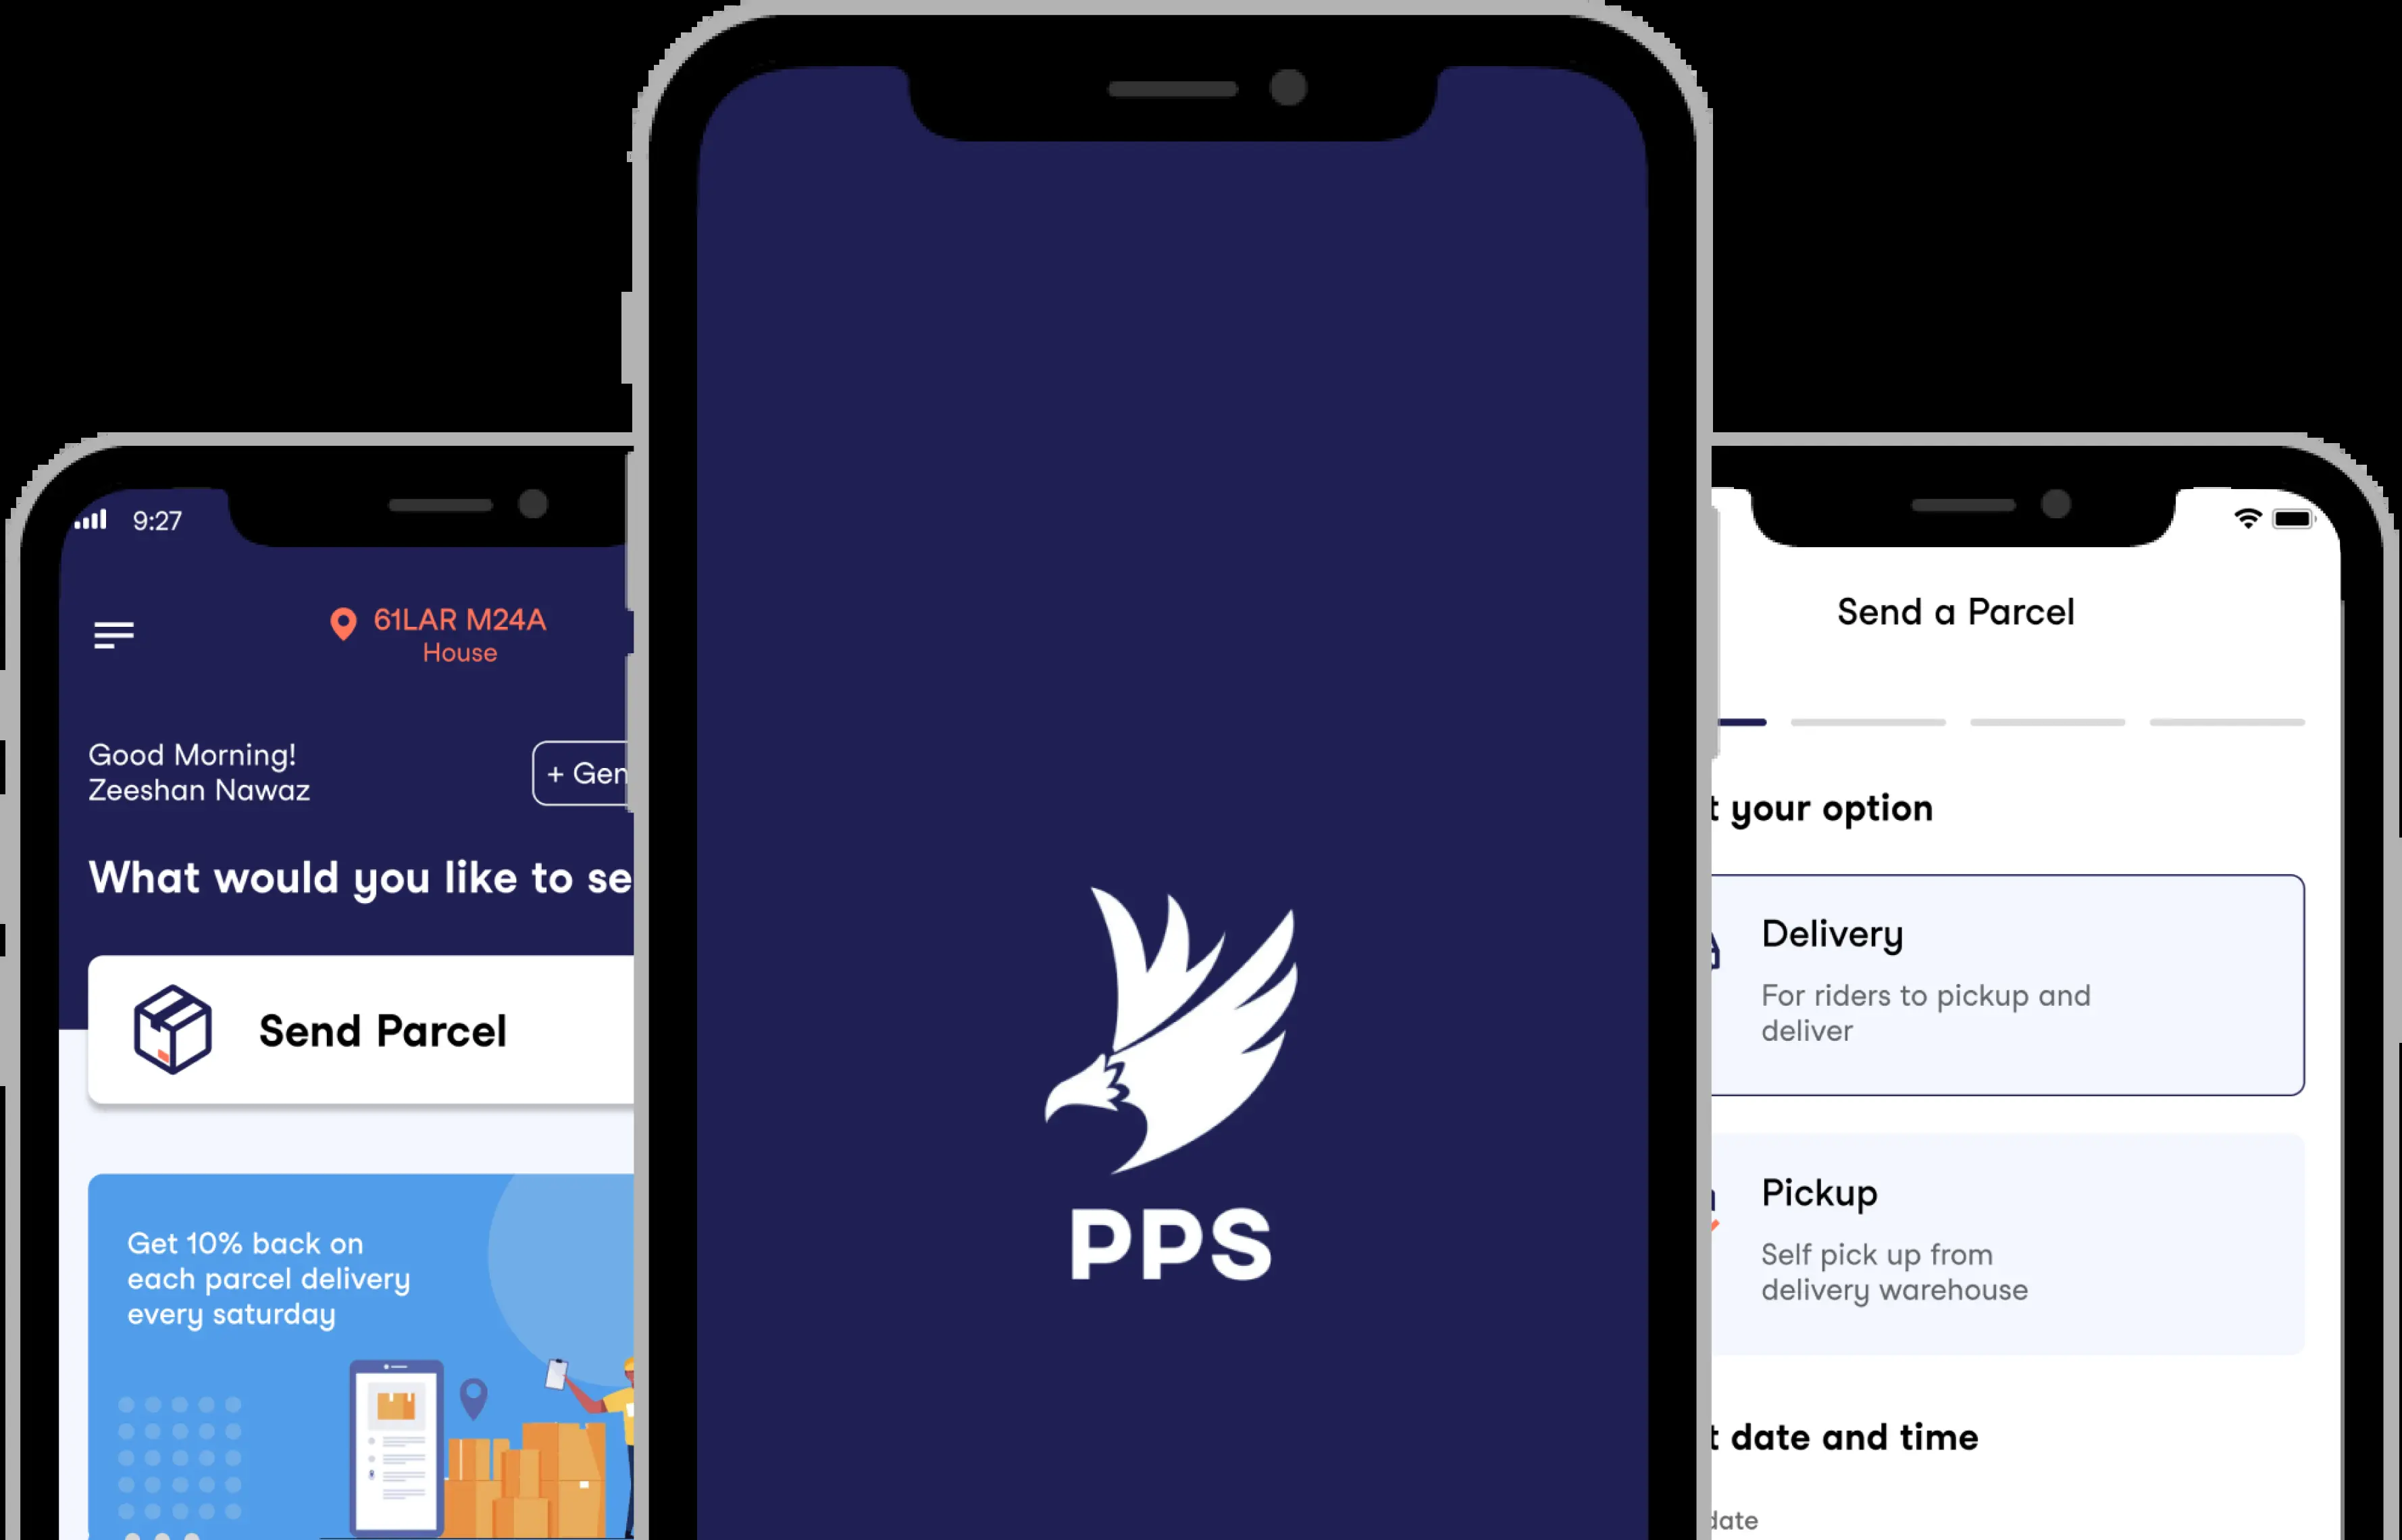 9:27
61LAR M24A
House
Good Morning!
Zeeshan Nawaz
+ Gen
What would you like to se
Send Parcel
Get 10% back on
each parcel delivery
every saturday
PPS
Send a Parcel
t your option
Delivery
For riders to pickup and
deliver
Pickup
Self pick up from
delivery warehouse
t date and time
date